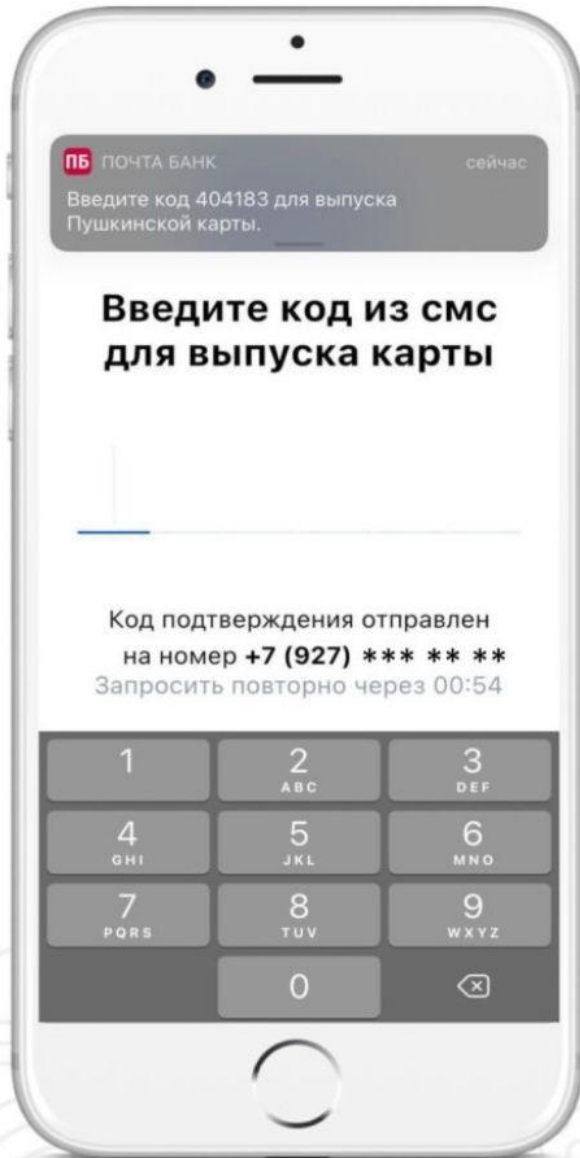 ПБ ПОЧТА БАНК сейчас
Введите код 404183 для выпуска
Пушкинской карты.
Введите код из смс
для выпуска карты
Код подтверждения отправлен
на номер +7 (927) *** ** **
Запросить повторно через 00:54
1 2 3
ABC DEF
4 5 6
GHI JKL MNO
7 8 9
PQRS TUV WXYZ
0